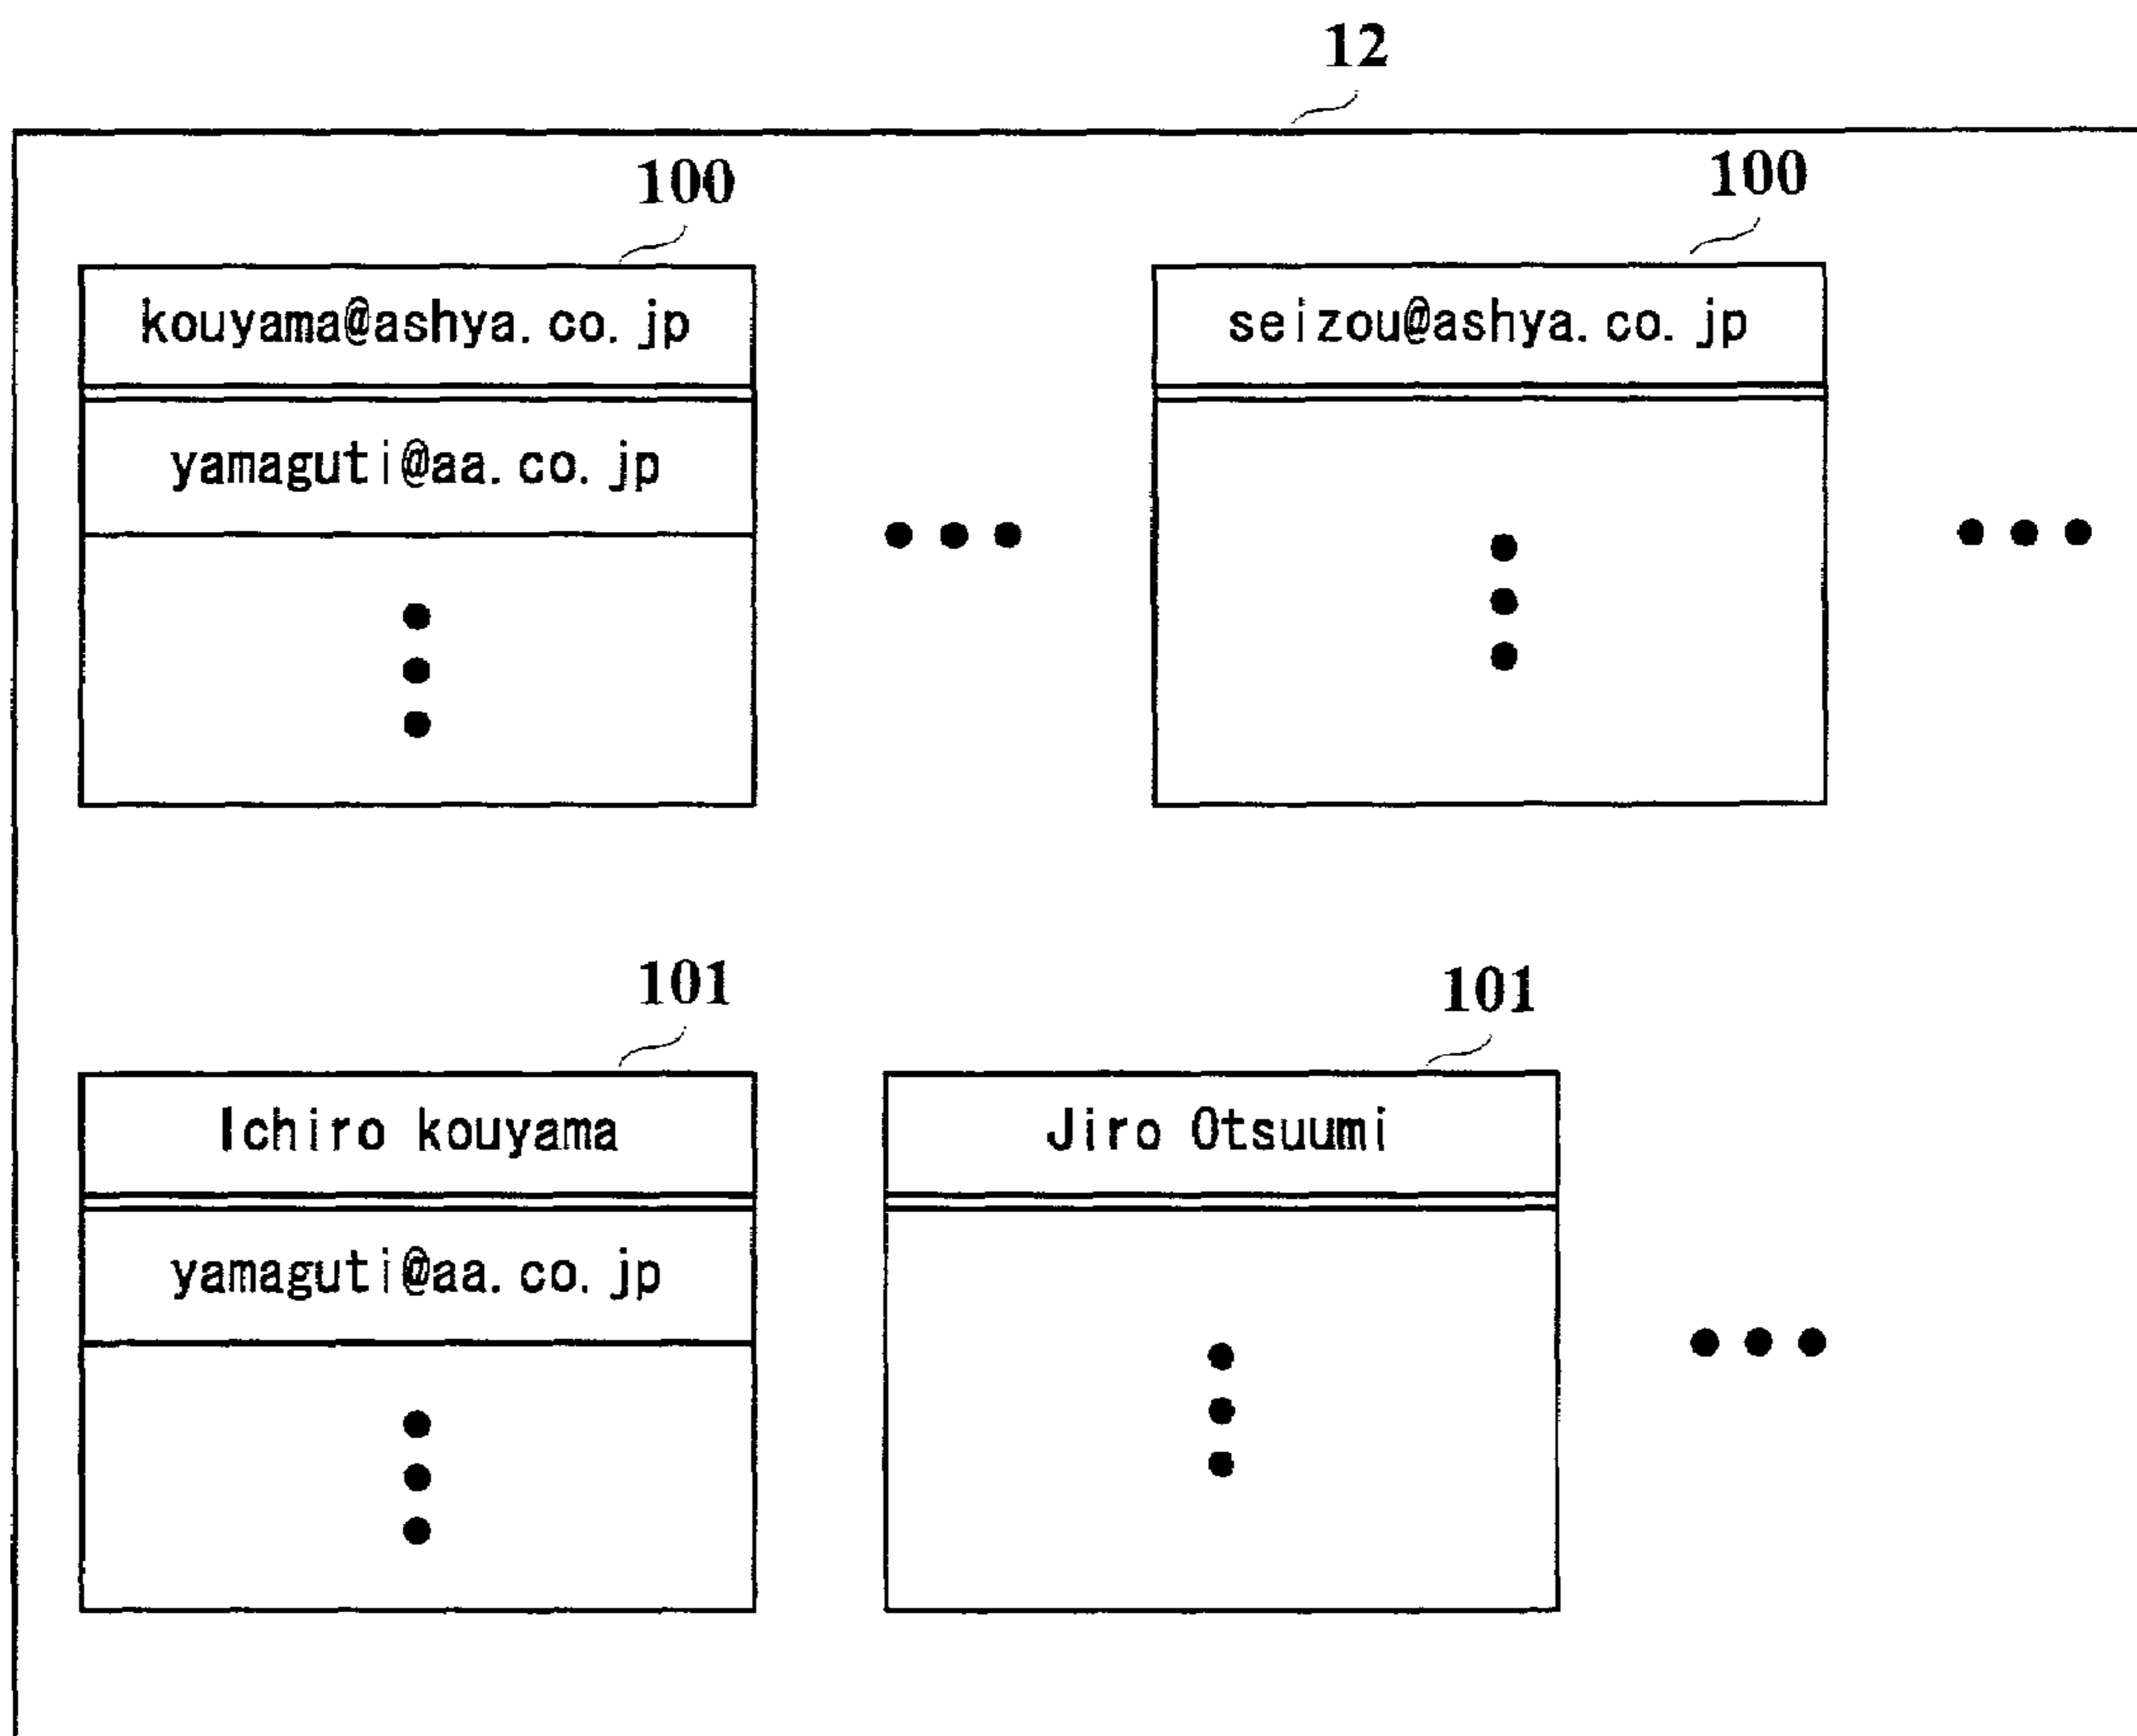 12
100
100
kouyama@ashya.co.jp
seizou@ashya.co.jp
yamaguti@aa.co.jp
101
101
Ichiro kouyama
Jiro Otsuumi
yamaguti@aa.co.jp